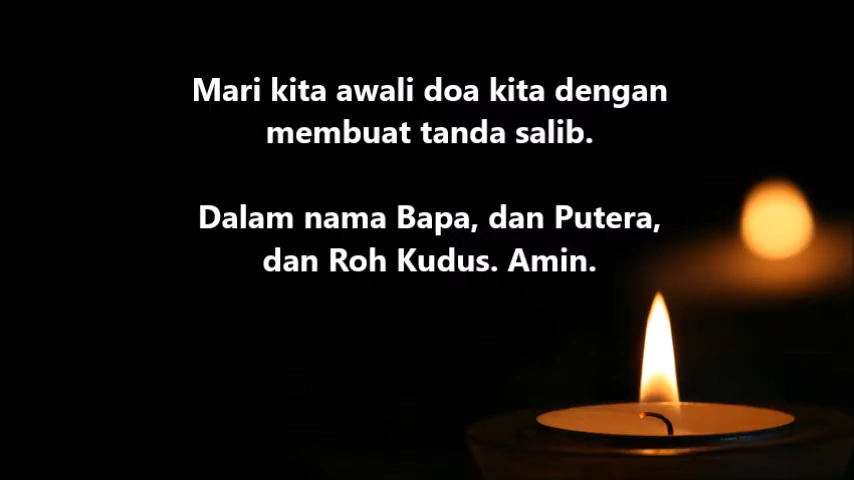 Mari kita awali doa kita dengan
membuat tanda salib.
Dalam nama Bapa, dan Putera,
dan Roh Kudus. Amin.